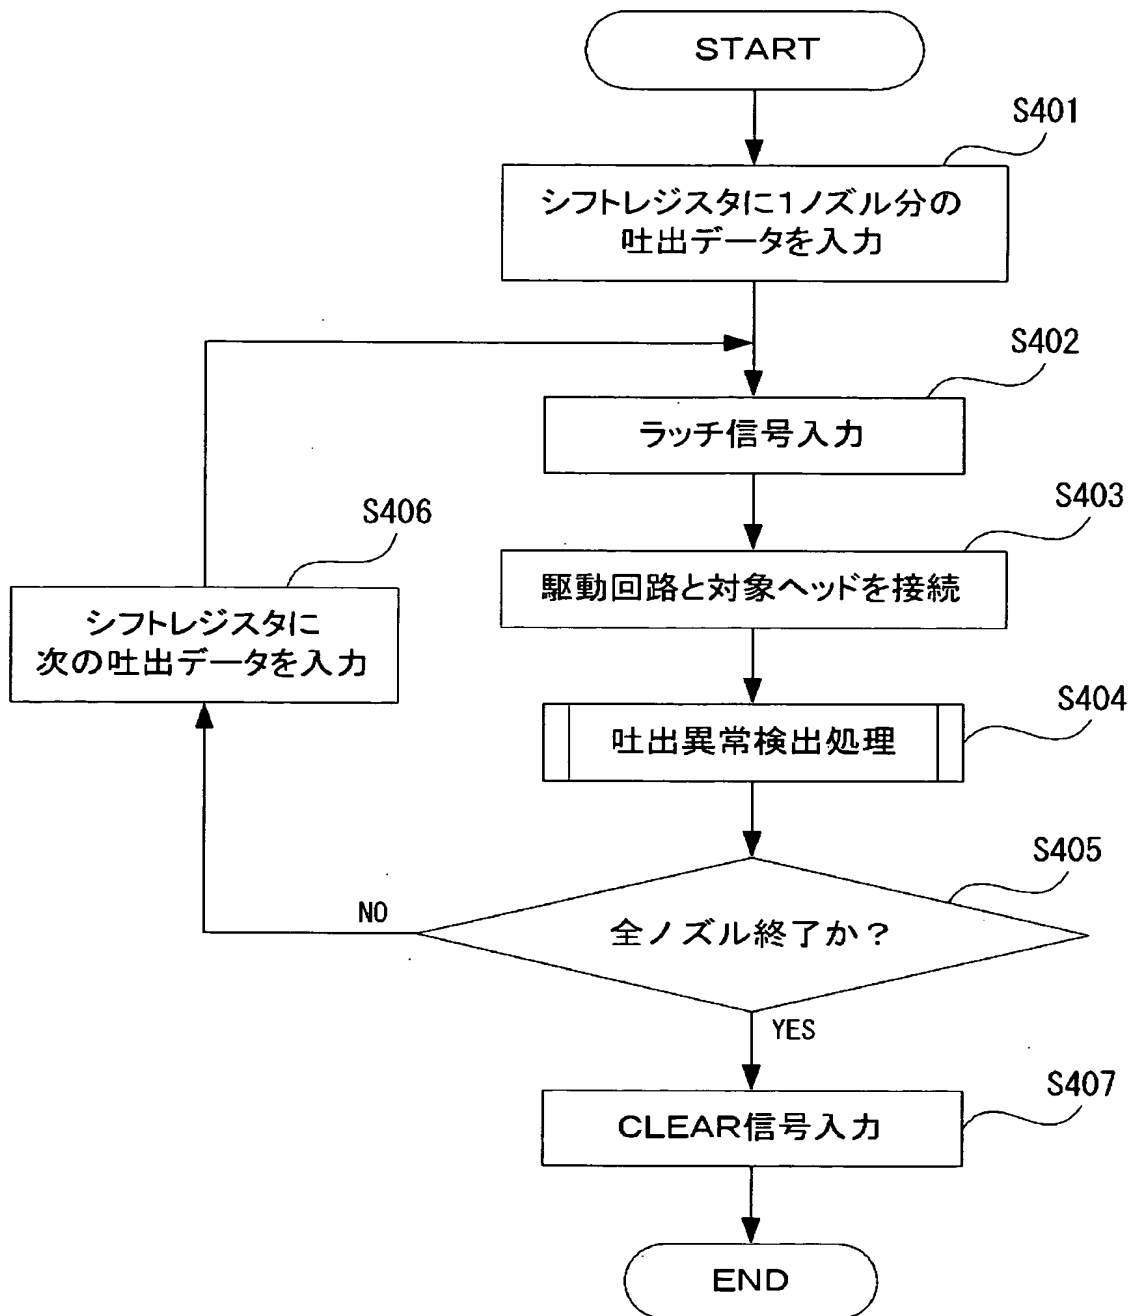 START
S401
シフトレジスタに1ノズル分の
吐出データを入力
S402
ラッチ信号入力
S403
駆動回路と対象ヘッドを接続
S406
シフトレジスタに
次の吐出データを入力
S404
吐出異常検出処理
S405
全ノズル終了か?
NO
YES
S407
CLEAR信号入力
END